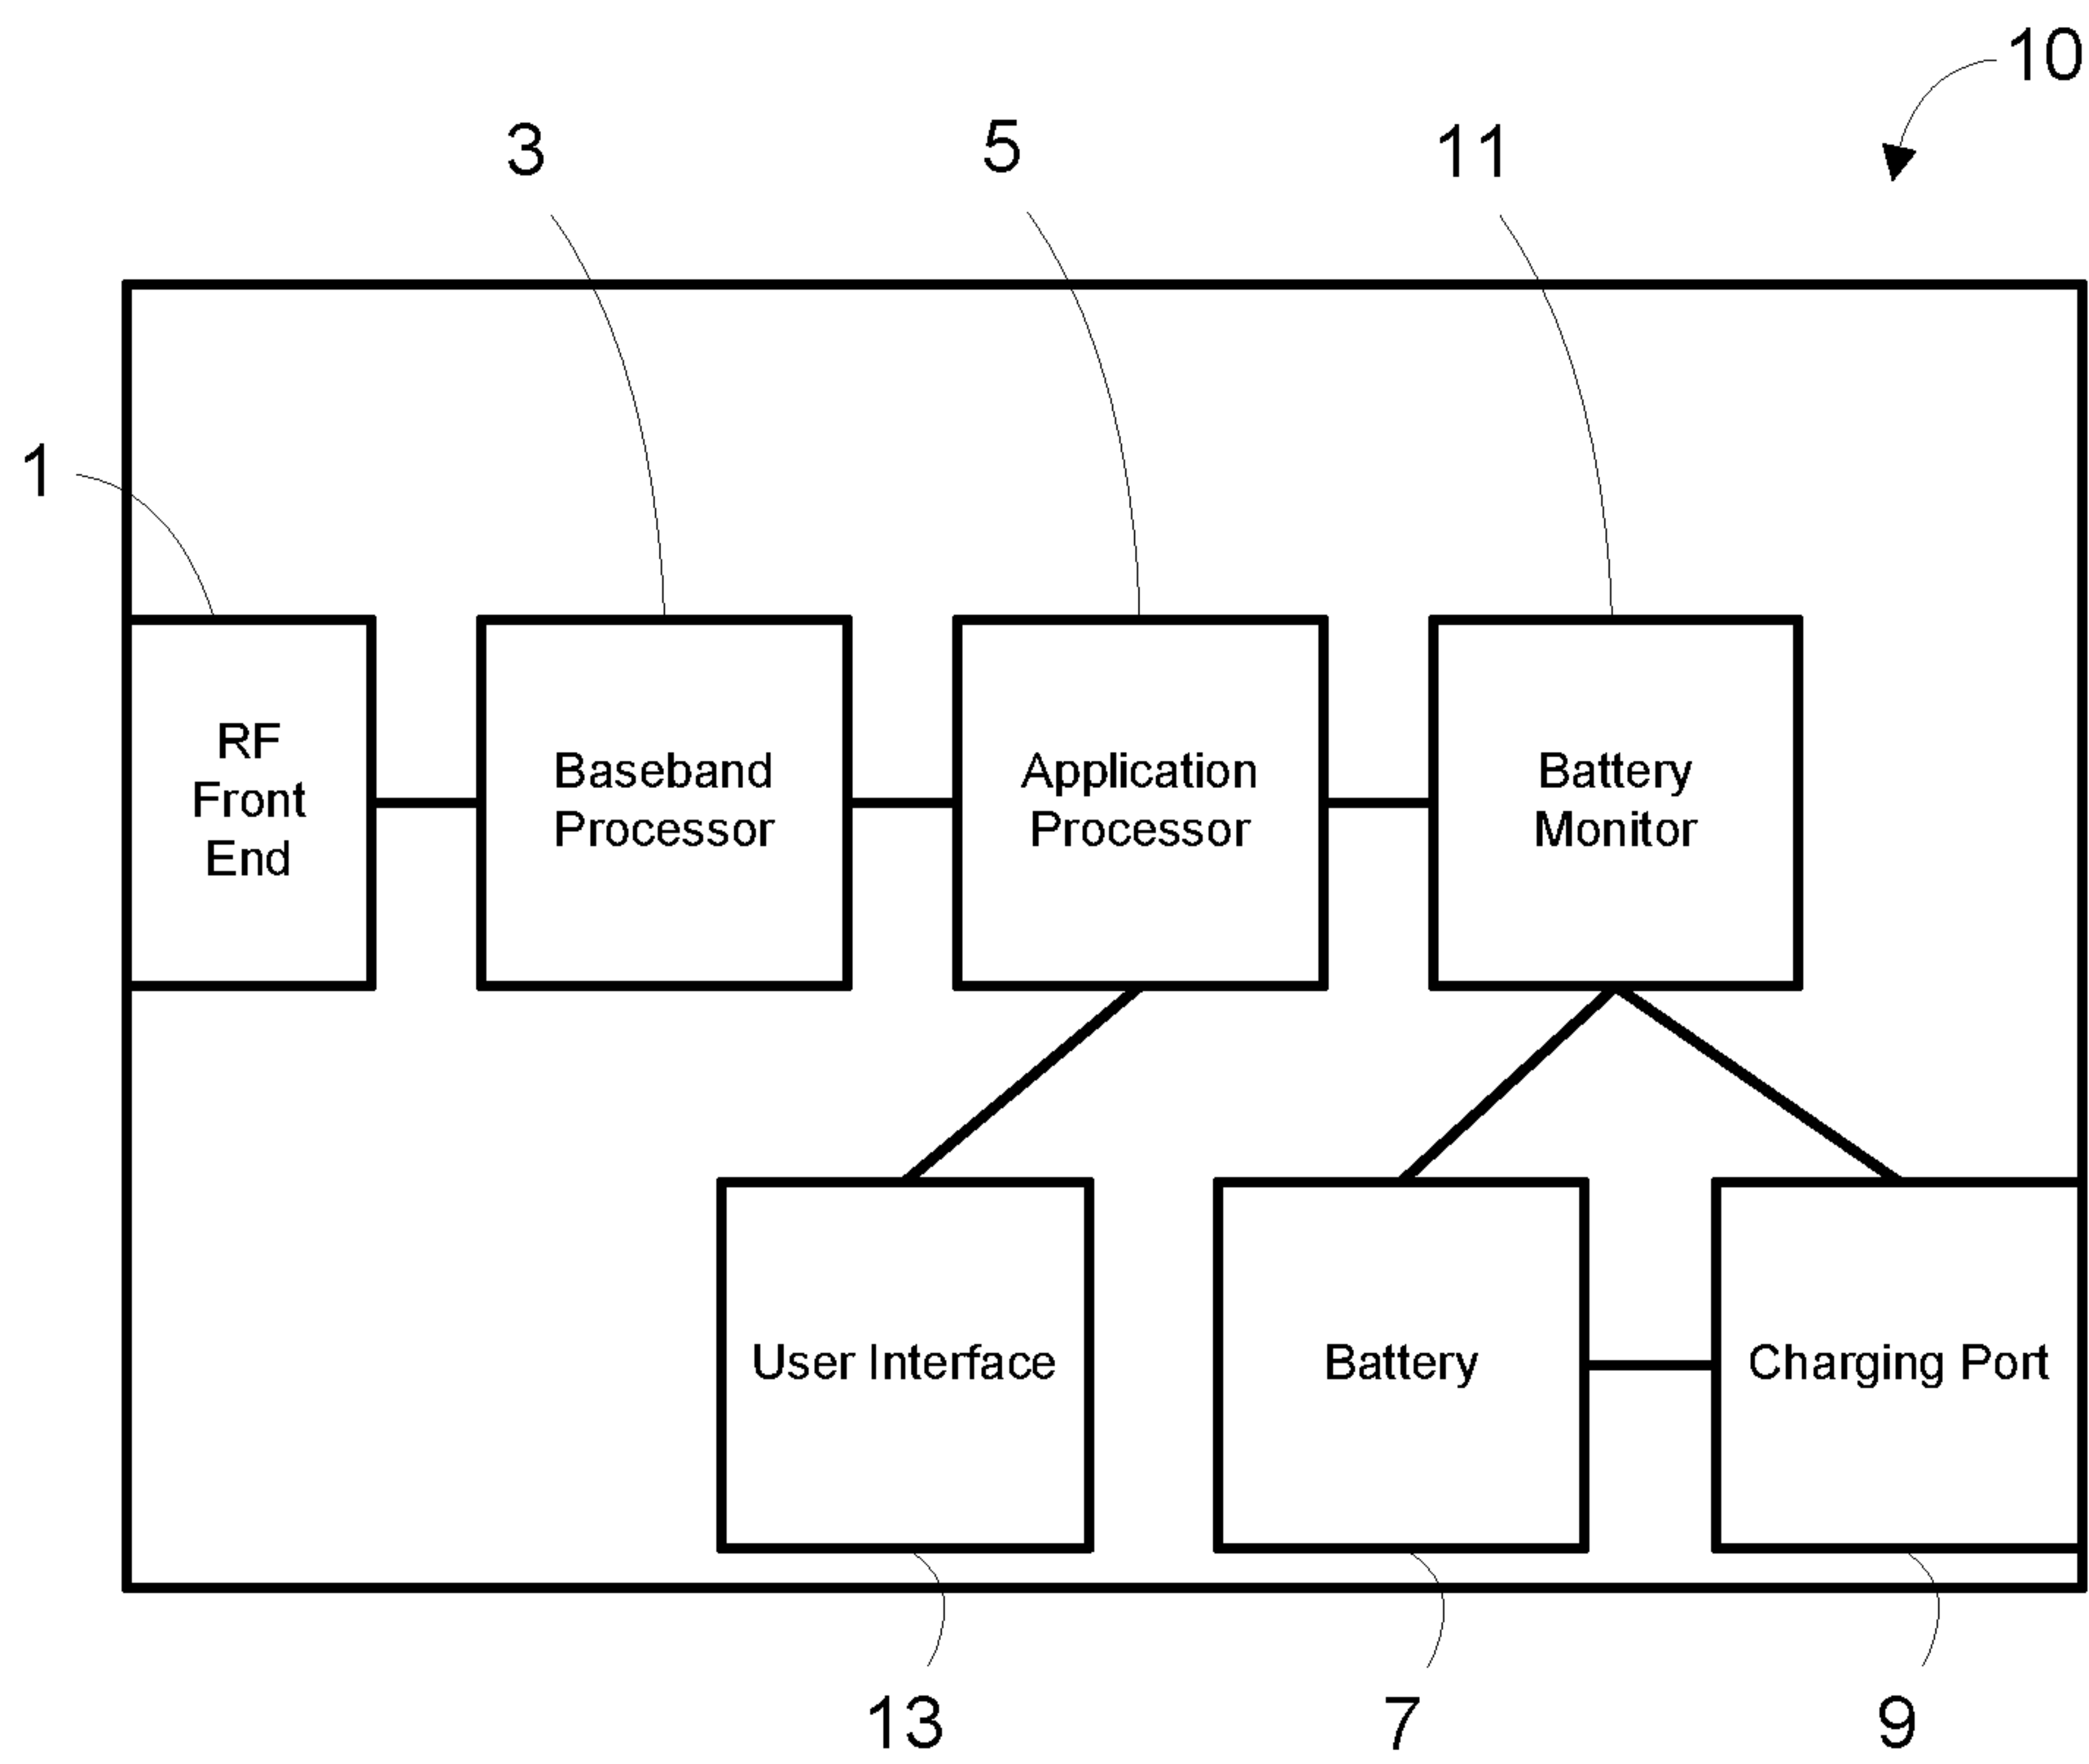 10
3
5
11
1
RF
Front
End
Baseband
Processor
Application
Processor
Battery
Monitor
User Interface
Battery
Charging Port
13
7
9